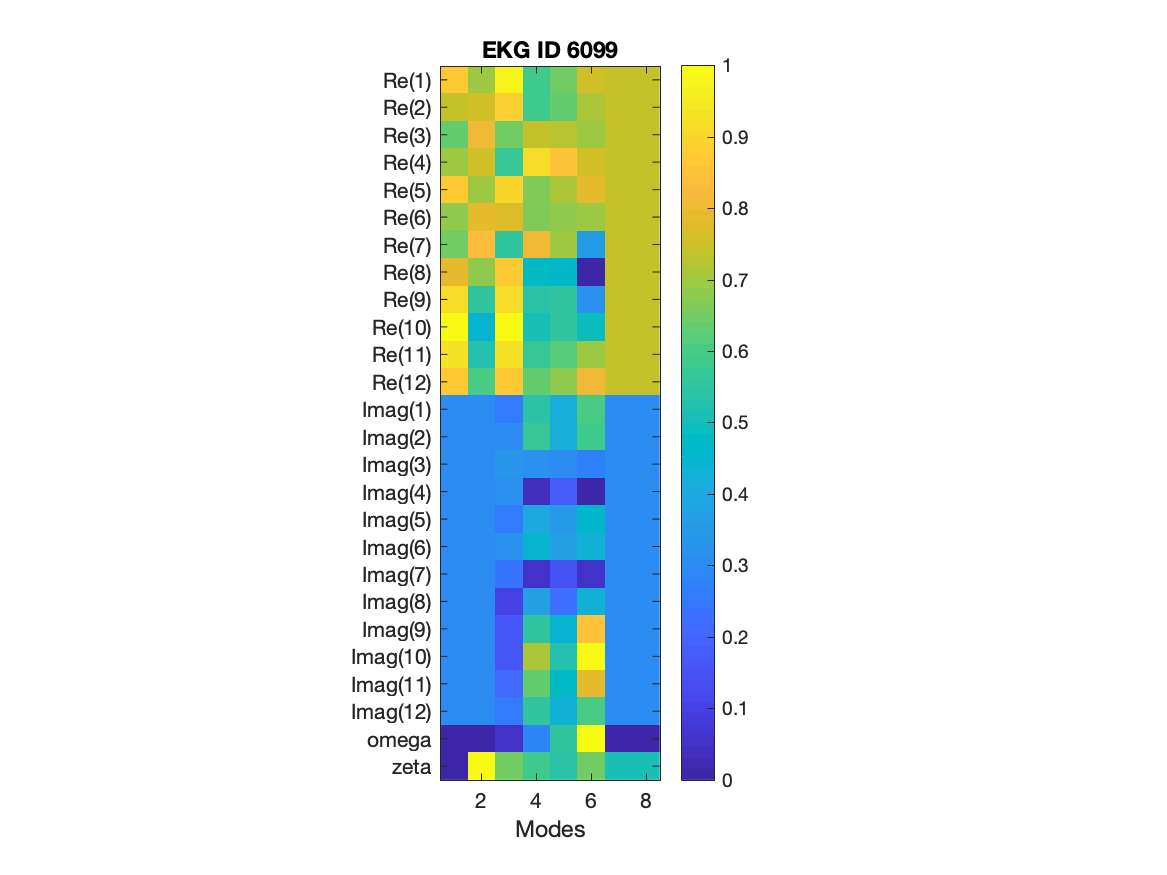 EKG ID 6099
Re(1)
Re(2)
Re(3)
Re(4)
Re(5)
Re(6)
Re(7)
Re(8)
Re(9)
Re(10)
Re(11)
Re(12)
Imag(1)
Imag(2)
Imag(3)
Imag(4)
Imag(5)
Imag(6)
Imag(7)
Imag(8)
Imag(9)
Imag(10)
Imag(11)
Imag(12)
omega
zeta
2 4 6 8
Modes
1
0.9
0.8
0.7
0.6
0.5
0.4
0.3
0.2
0.1
0